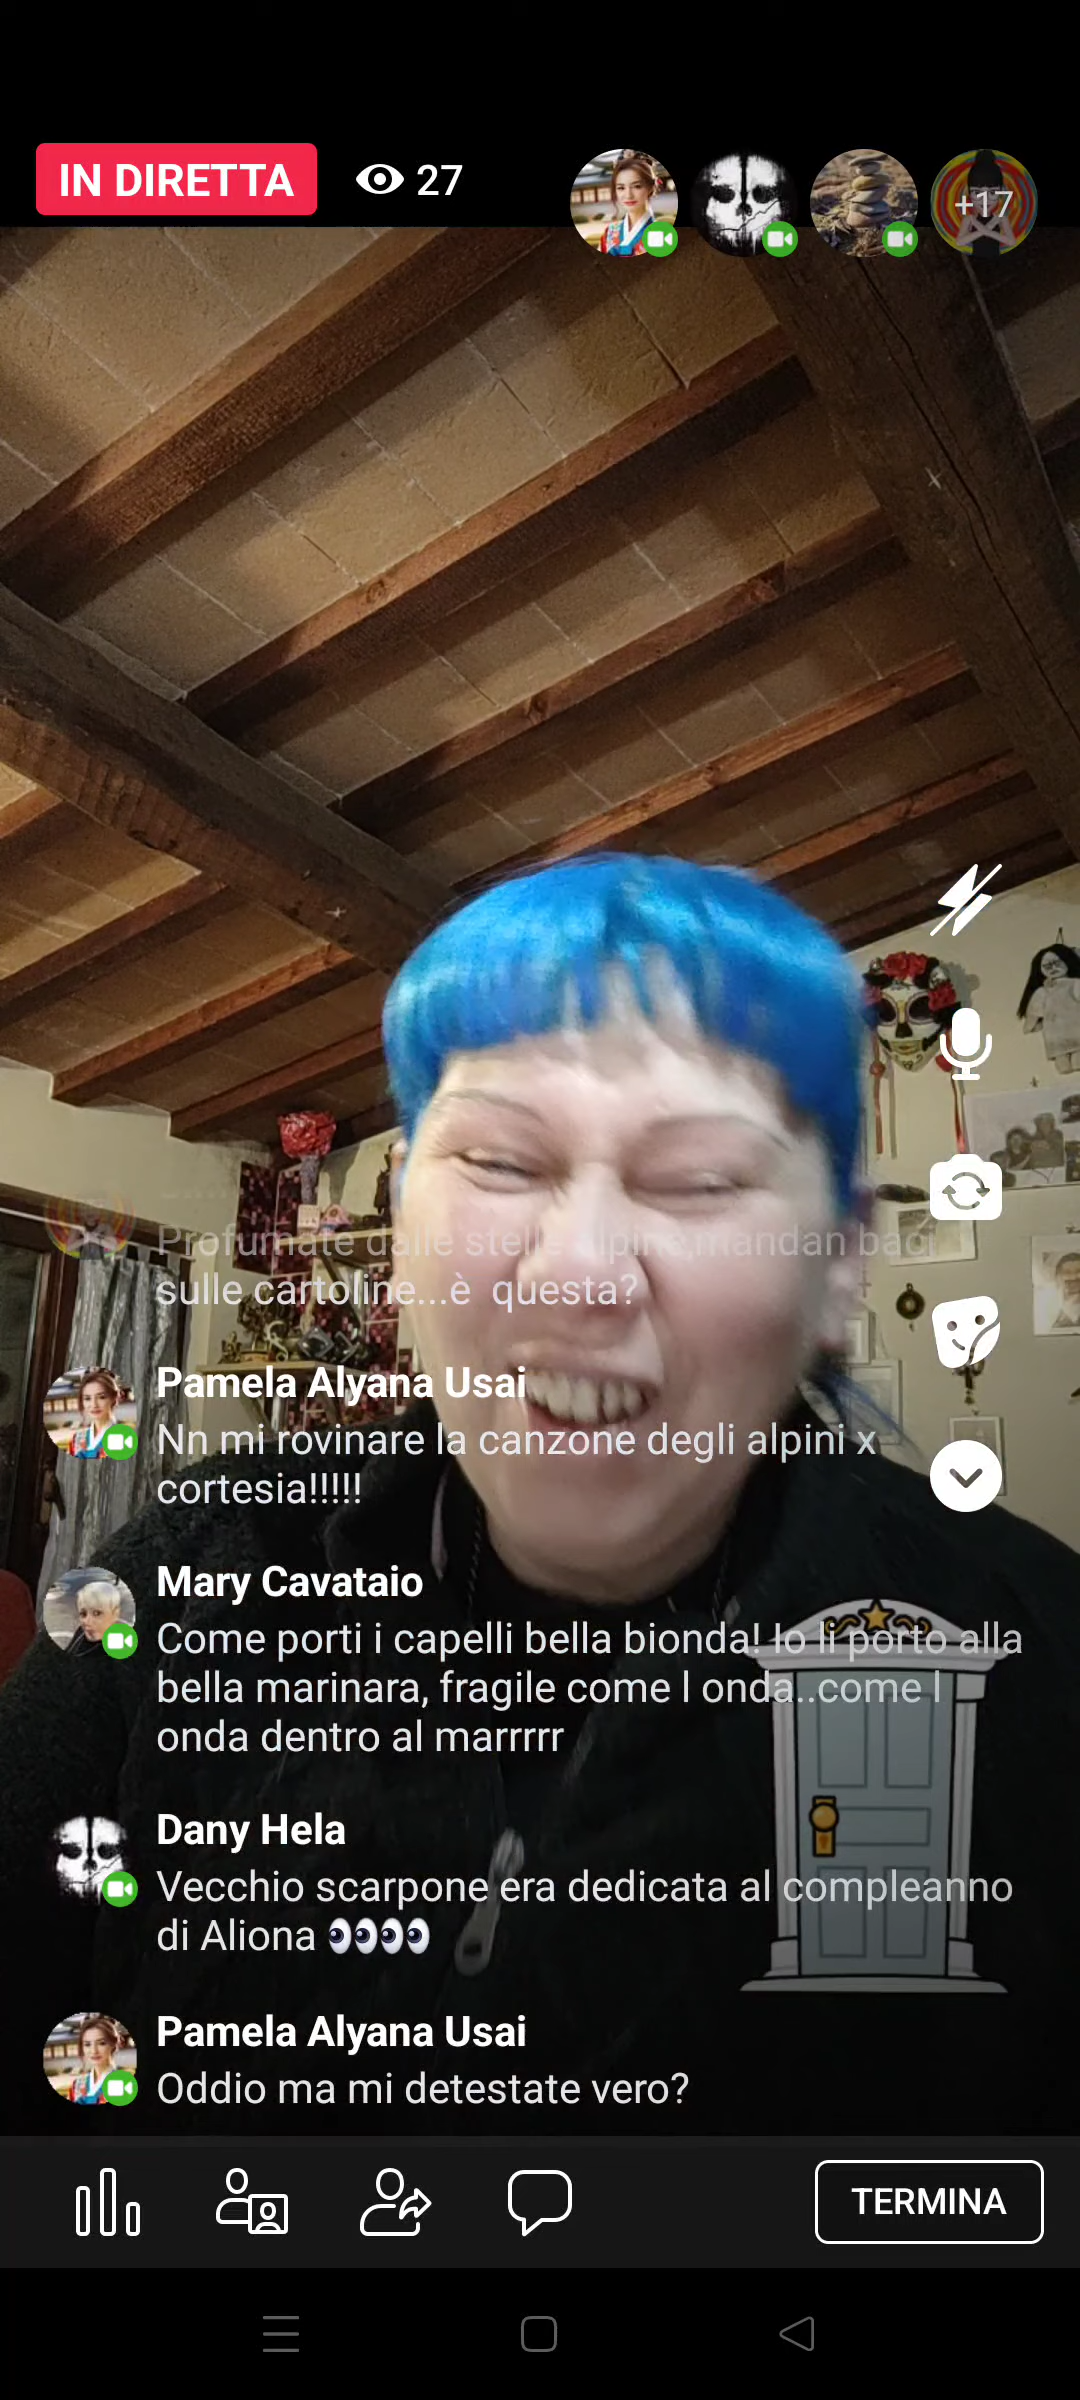 IN DIRETTA
27
+17
Profumate dalle stelle alpine,mandan baci
sulle cartoline...è questa?
Pamela Alyana Usai
Nn mi rovinare la canzone degli alpini x
cortesia!!!!!
Mary Cavataio
Come porti i capelli bella bionda! Io li porto alla
bella marinara, fragile come l onda..come l
onda dentro al marrrrr
Dany Hela
Vecchio scarpone era dedicata al compleanno
di Aliona 👀👀
Pamela Alyana Usai
Oddio ma mi detestate vero?
TERMINA